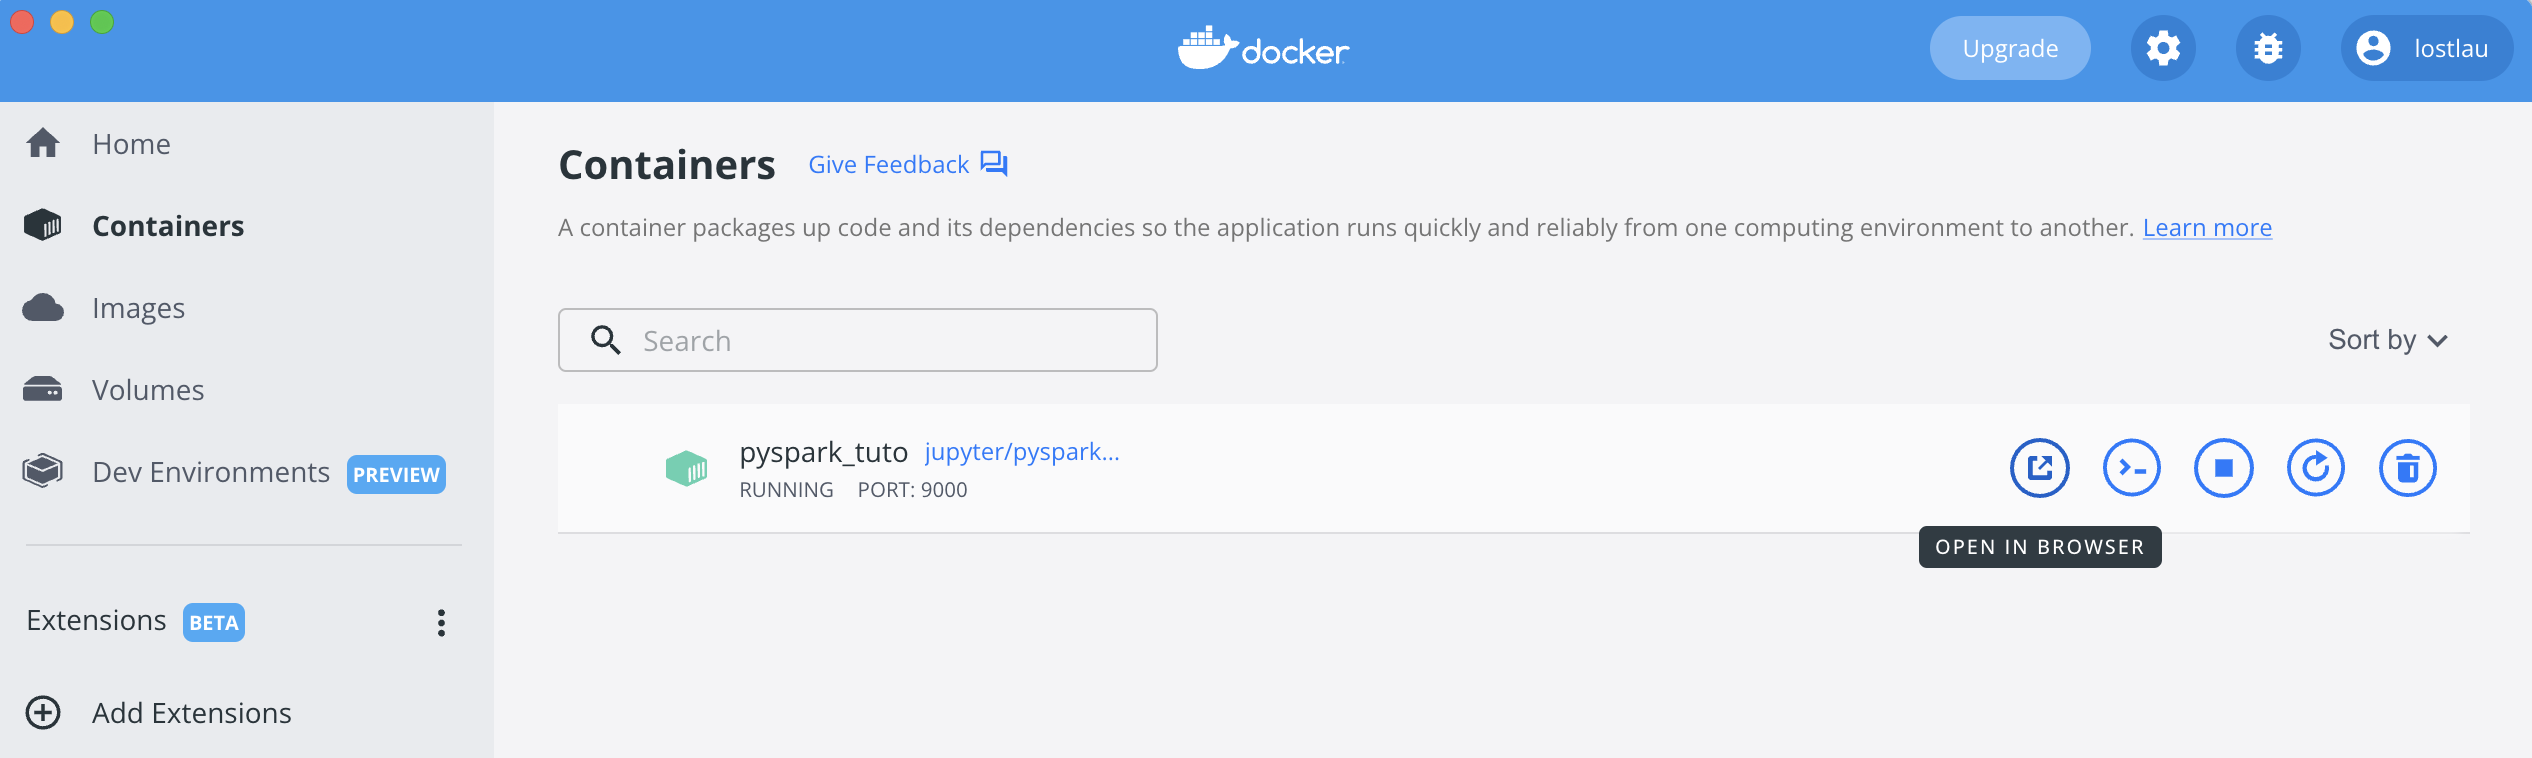 docker
Upgrade
lostlau
Home
Containers
Images
Volumes
Dev Environments PREVIEW
Extensions BETA
Add Extensions
Containers Give Feedback
A container packages up code and its dependencies so the application runs quickly and reliably from one computing environment to another. Learn more
Search
Sort by
pyspark_tuto jupyter/pyspark...
RUNNING PORT: 9000
OPEN IN BROWSER